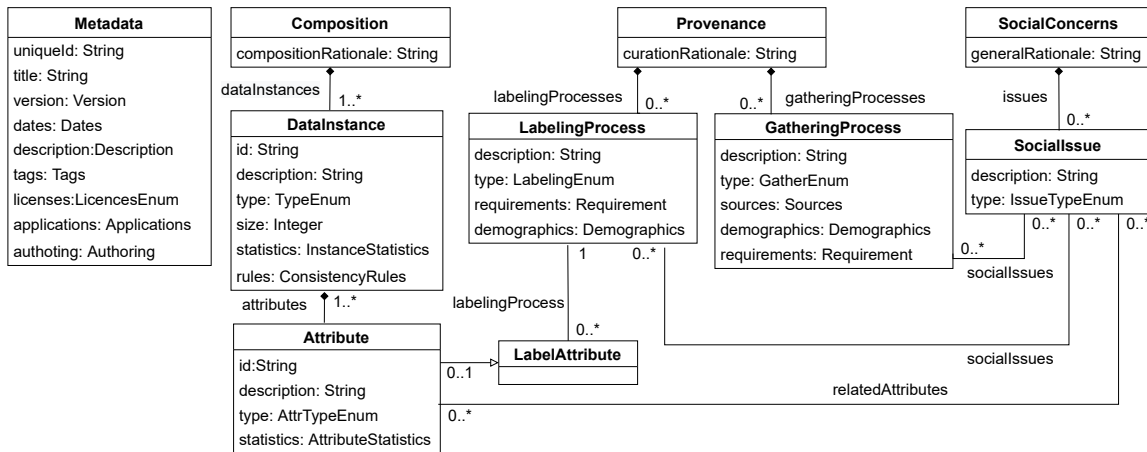 Metadata
uniqueId: String
title: String
version: Version
dates: Dates
description:Description
tags: Tags
licenses:LicencesEnum
applications: Applications
authoting: Authoring
Composition
compositionRationale: String
dataInstances
1..*
DataInstance
id: String
description: String
type: TypeEnum
size: Integer
statistics: InstanceStatistics
rules: ConsistencyRules
attributes
1..*
Attribute
id:String
description: String
type: AttrTypeEnum
statistics: AttributeStatistics
0..1
0..*
Provenance
curationRationale: String
labelingProcesses
0..*
0..*
gatheringProcesses
LabelingProcess
description: String
type: LabelingEnum
requirements: Requirement
demographics: Demographics
1
0..*
labelingProcess
0..*
LabelAttribute
GatheringProcess
description: String
type: GatherEnum
sources: Sources
demographics: Demographics
requirements: Requirement
0..*
socialIssues
SocialConcerns
generalRationale: String
issues
0..*
SocialIssue
description: String
type: IssueTypeEnum
0..*
0..*
0..*
socialIssues
relatedAttributes